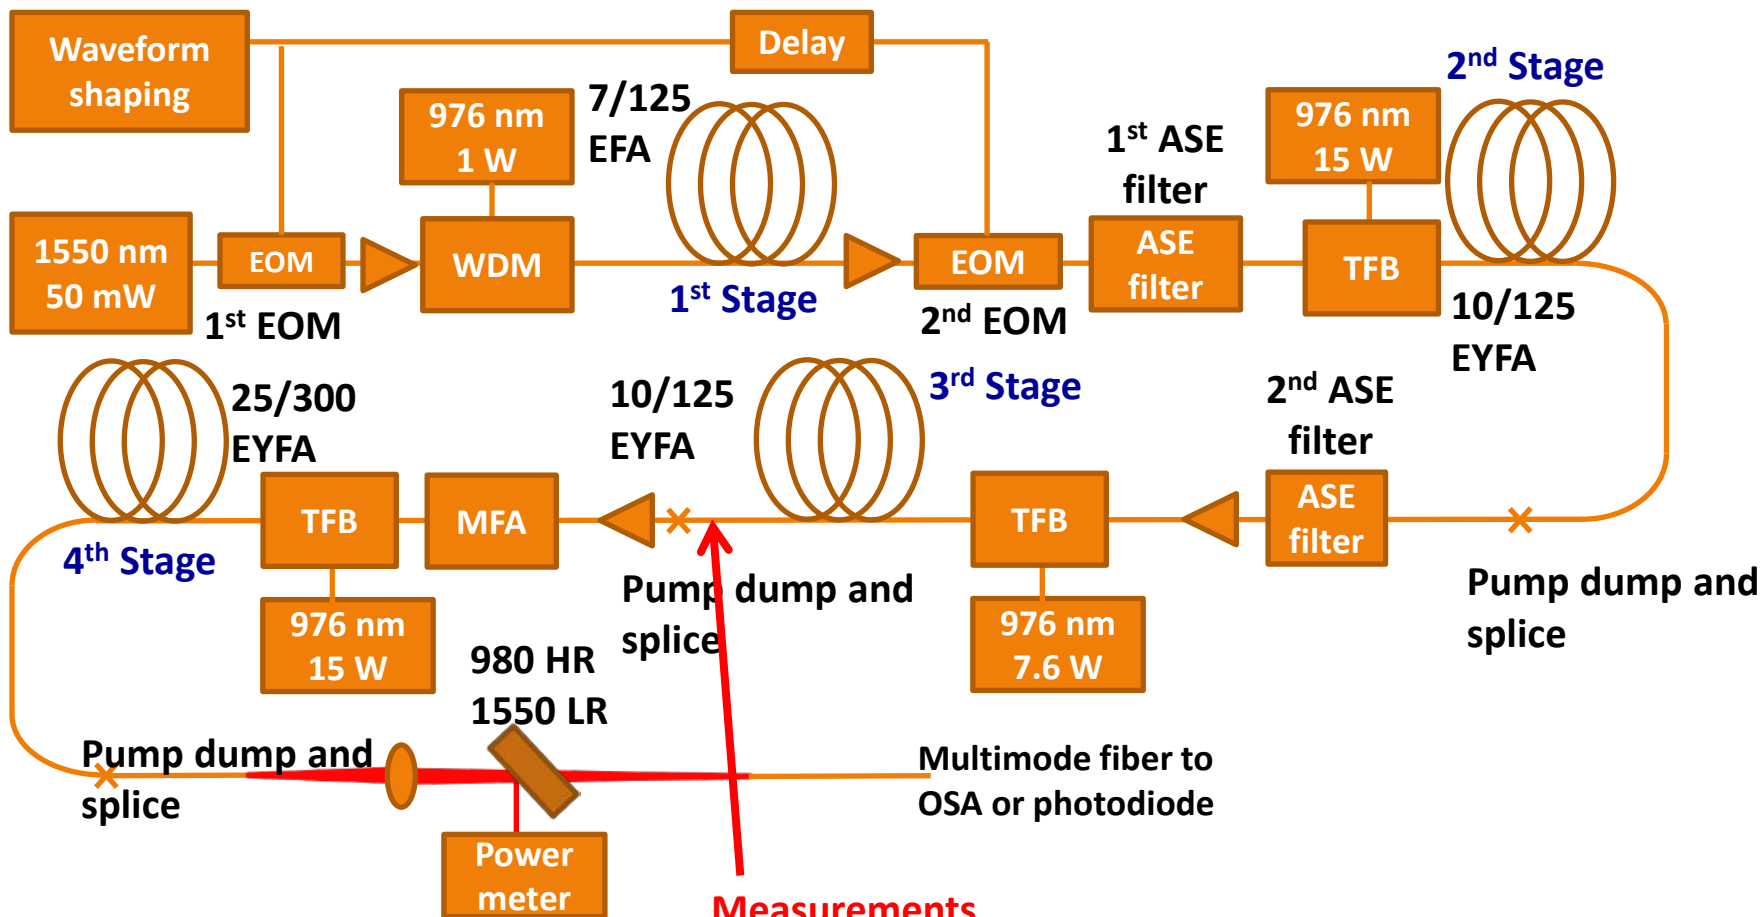 Waveform
shaping
Delay
2nd Stage
976 nm
1 W
7/125
EFA
1st ASE
filter
976 nm
15 W
1550 nm
50 mW
EOM
WDM
EOM
ASE
filter
TFB
1st EOM
1st Stage
2nd EOM
10/125
EYFA
25/300
EYFA
10/125
EYFA
3rd Stage
2nd ASE
filter
TFB
MFA
TFB
ASE
filter
4th Stage
976 nm
15 W
Pump dump and
splice
976 nm
7.6 W
Pump dump and
splice
980 HR
1550 LR
Pump dump and
splice
Multimode fiber to
OSA or photodiode
Power
meter
Measurements